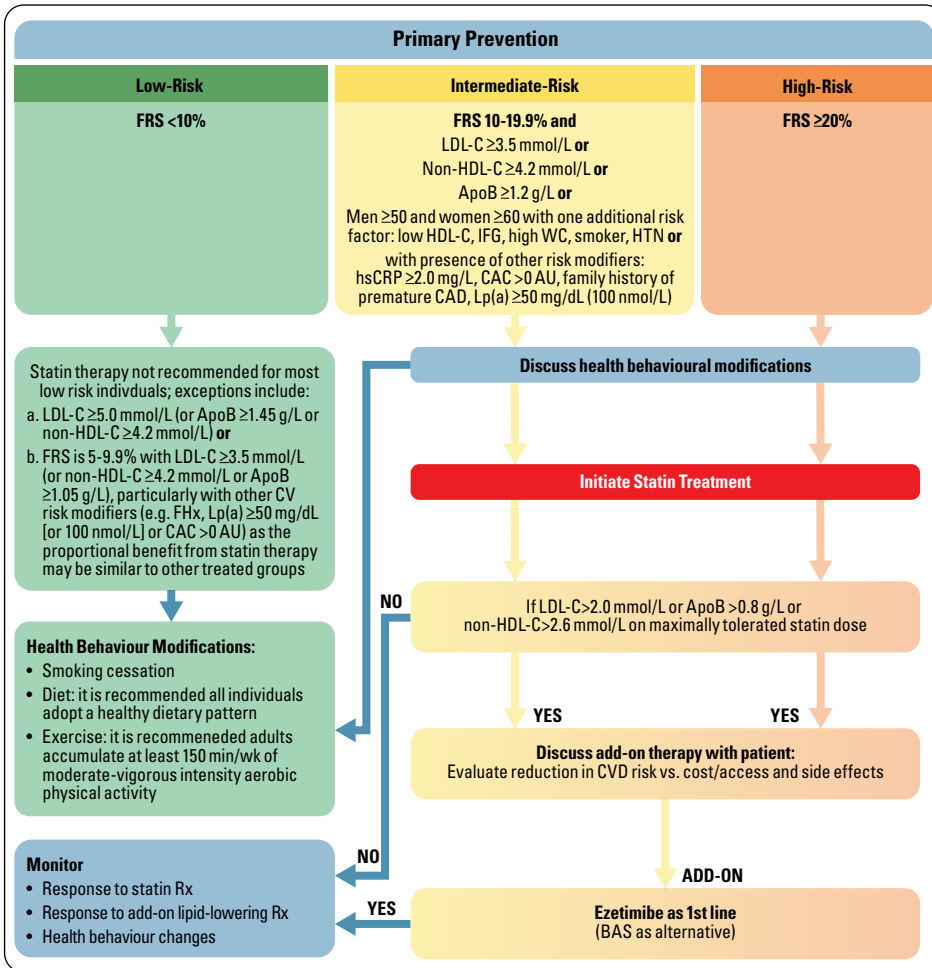 Primary Prevention
Low-Risk
FRS <10%
Intermediate-Risk
FRS 10-19.9% and
LDL-C ≥3.5 mmol/L or
Non-HDL-C ≥4.2 mmol/L or
ApoB ≥1.2 g/L or
Men ≥50 and women ≥60 with one additional risk
factor: low HDL-C, IFG, high WC, smoker, HTN or
with presence of other risk modifiers:
hsCRP ≥2.0 mg/L, CAC >0 AU, family history of
premature CAD, Lp(a) ≥50 mg/dL (100 nmol/L)
High-Risk
FRS ≥20%
Statin therapy not recommended for most
low risk indivduals; exceptions include:
a. LDL-C ≥5.0 mmol/L (or ApoB ≥1.45 g/L or
non-HDL-C ≥4.2 mmol/L) or
b. FRS is 5-9.9% with LDL-C ≥3.5 mmol/L
(or non-HDL-C ≥4.2 mmol/L or ApoB
≥1.05 g/L), particularly with other CV
risk modifiers (e.g. FHx, Lp(a) ≥50 mg/dL
[or 100 nmol/L] or CAC >0 AU) as the
proportional benefit from statin therapy
may be similar to other treated groups
Discuss health behavioural modifications
Initiate Statin Treatment
NO
If LDL-C>2.0 mmol/L or ApoB >0.8 g/L or
non-HDL-C>2.6 mmol/L on maximally tolerated statin dose
Health Behaviour Modifications:
• Smoking cessation
• Diet: it is recommended all individuals
adopt a healthy dietary pattern
• Exercise: it is recommeneded adults
accumulate at least 150 min/wk of
moderate-vigorous intensity aerobic
physical activity
YES
YES
Discuss add-on therapy with patient:
Evaluate reduction in CVD risk vs. cost/access and side effects
Monitor
• Response to statin Rx
• Response to add-on lipid-lowering Rx
• Health behaviour changes
NO
YES
ADD-ON
Ezetimibe as 1st line
(BAS as alternative)